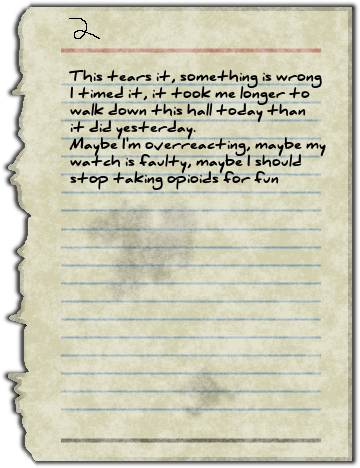 2
This tears it, something is wrong
I timed it, it took me longer to
walk down this hall today than
it did yesterday.
Maybe I'm overreacting, maybe my
watch is faulty, maybe I should
stop taking opioids for fun